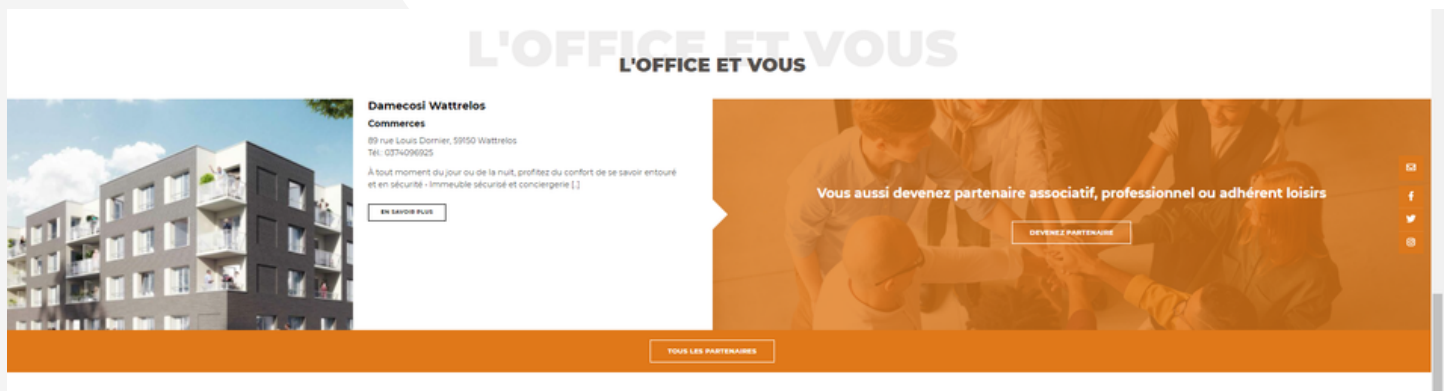 L'OFFICE ET VOUS
L'OFFICE ET VOUS
Damecosi Wattrelos
Commerces
89 rue Louis Dornier, 59150 Wattrelos
Tél.: 0374096925
À tout moment du jour ou de la nuit, profitez du confort de se savoir entouré
et en sécurité - Immeuble sécurisé et conciergerie [...]
EN SAVOIR PLUS
Vous aussi devenez partenaire associatif, professionnel ou adhérent loisirs
DEVENEZ PARTENAIRE
TOUS LES PARTENAIRES